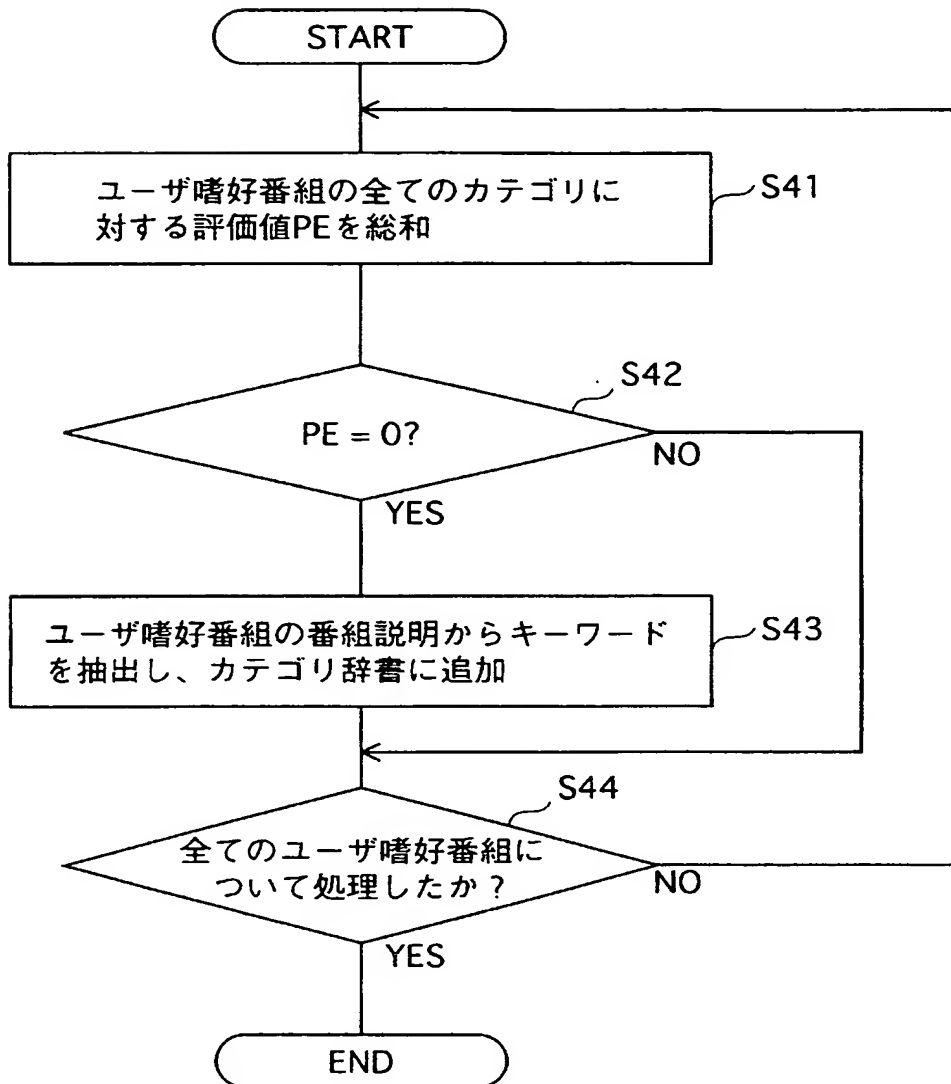 START
ユーザ嗜好番組の全てのカテゴリに
対する評価値PEを総和
S41
S42
PE = 0?
NO
YES
ユーザ嗜好番組の番組説明からキーワード
を抽出し、カテゴリ辞書に追加
S43
S44
全てのユーザ嗜好番組に
ついて処理したか？
NO
YES
END